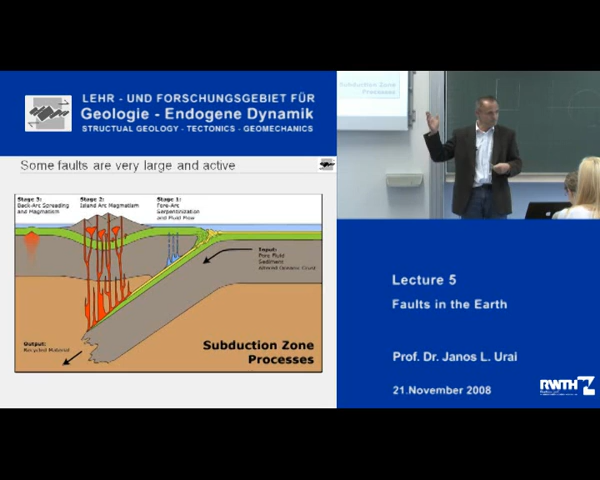 LEHR - UND FORSCHUNGSGEBIET FÜR
Geologie - Endogene Dynamik
STRUCTUAL GEOLOGY - TECTONICS - GEOMECHANICS
Some faults are very large and active
Stage 3:
Back-Arc Spreading
and Magmatism
Stage 2:
Island Arc Magmatism
Stage 1:
Fore-Arc
Serpentinization
and Fluid Flow
Input:
Pore Fluid
Sediment
Altered Oceanic Crust
Output:
Recycled Material
Subduction Zone
Processes
Subduction Zone
Processes
Lecture 5
Faults in the Earth
Prof. Dr. Janos L. Urai
21.November 2008
RWTH